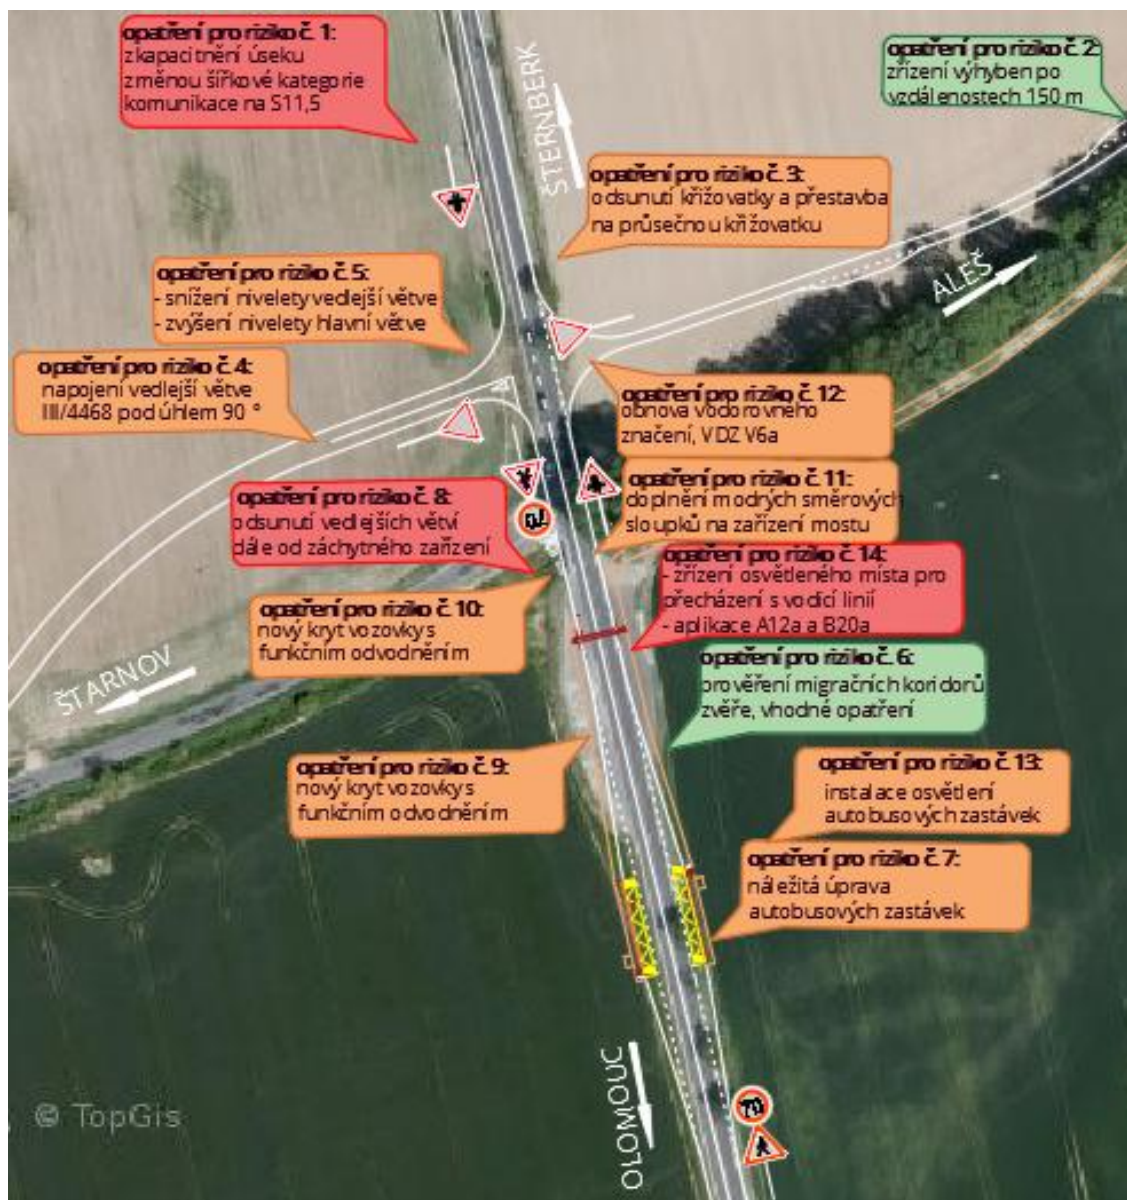 opatření pro riziko č. 1:
zkapacitnění úseku
změnou šířkové kategorie
komunikace na S11,5
opatření pro riziko č. 2:
zřízení výhyben po
vzdálenostech 150 m
ŠTERNBERK
opatření pro riziko č. 3:
odsunutí křižovatky a přestavba
na průsečnou křižovatku
opatření pro riziko č. 5:
- snížení nivelety vedlejší větve
- zvýšení nivelety hlavní větve
ALEŠ
opatření pro riziko č. 4:
napojení vedlejší větve
III/4468 pod úhlem 90 °
opatření pro riziko č. 12:
obnova vodorovného
značení, VDZ V6a
opatření pro riziko č. 11:
doplnění modrých směrových
sloupků na zařízení mostu
opatření pro riziko č. 8:
odsunutí vedlejších větví
dále od záchytného zařízení
opatření pro riziko č. 14:
- zřízení osvětleného místa pro
přecházení s vodicí linií
- aplikace A12a a B20a
opatření pro riziko č. 10:
nový kryt vozovky s
funkčním odvodněním
ŠTARNOV
opatření pro riziko č. 6:
prověření migračních koridorů
zvěře, vhodné opatření
opatření pro riziko č. 9:
nový kryt vozovky s
funkčním odvodněním
opatření pro riziko č. 13:
instalace osvětlení
autobusových zastávek
opatření pro riziko č. 7:
náležitá úprava
autobusových zastávek
OLOMOUC
70
© TopGis